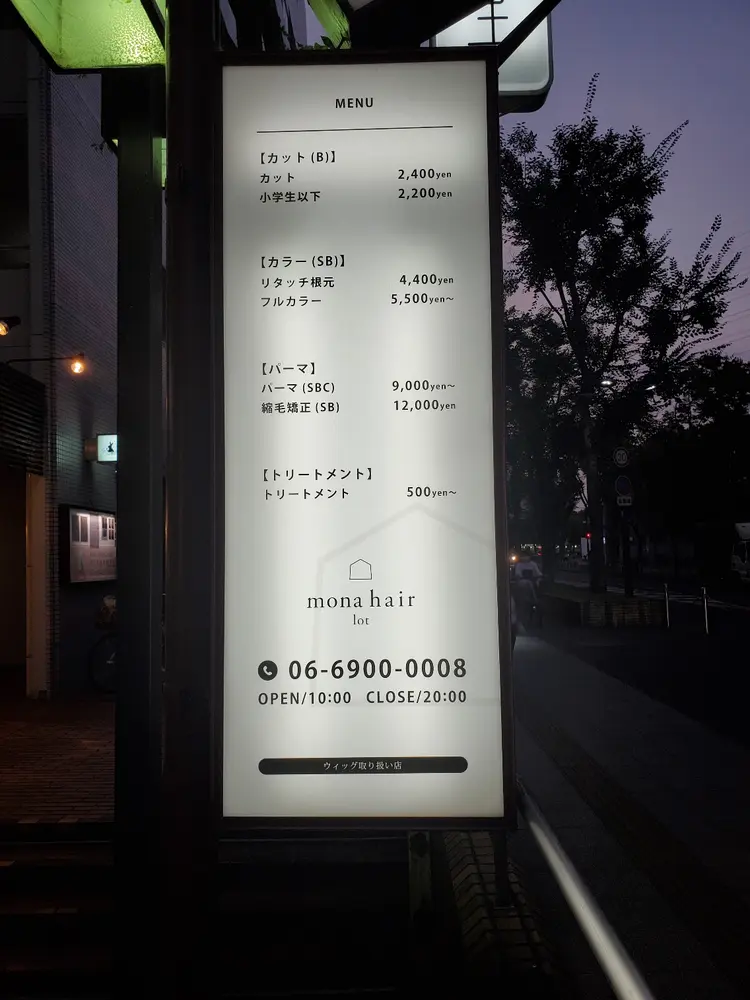 MENU
【カット (B)】
カット 2,400yen
小学生以下 2,200yen
【カラー (SB)】
リタッチ根元 4,400yen
フルカラー 5,500yen〜
【パーマ】
パーマ (SBC) 9,000yen〜
縮毛矯正 (SB) 12,000yen
【トリートメント】
トリートメント 500yen〜
mona hair
lot
06-6900-0008
OPEN/10:00 CLOSE/20:00
ウィッグ取り扱い店